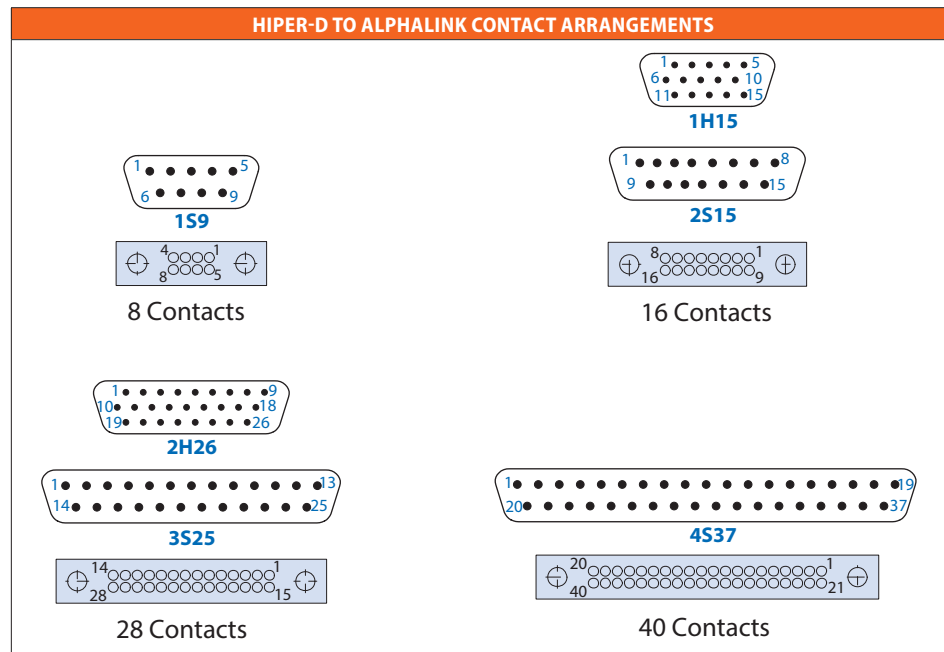 HIPER-D TO ALPHALINK CONTACT ARRANGEMENTS
1 5
6 10
11 15
1H15
1 5
6 9
1S9
4 1
8 5
8 Contacts
1 8
9 15
2S15
8 1
16 9
16 Contacts
1 9
10 18
19 26
2H26
1 13
14 25
3S25
14 1
28 15
28 Contacts
1 19
20 37
4S37
20 1
40 21
40 Contacts